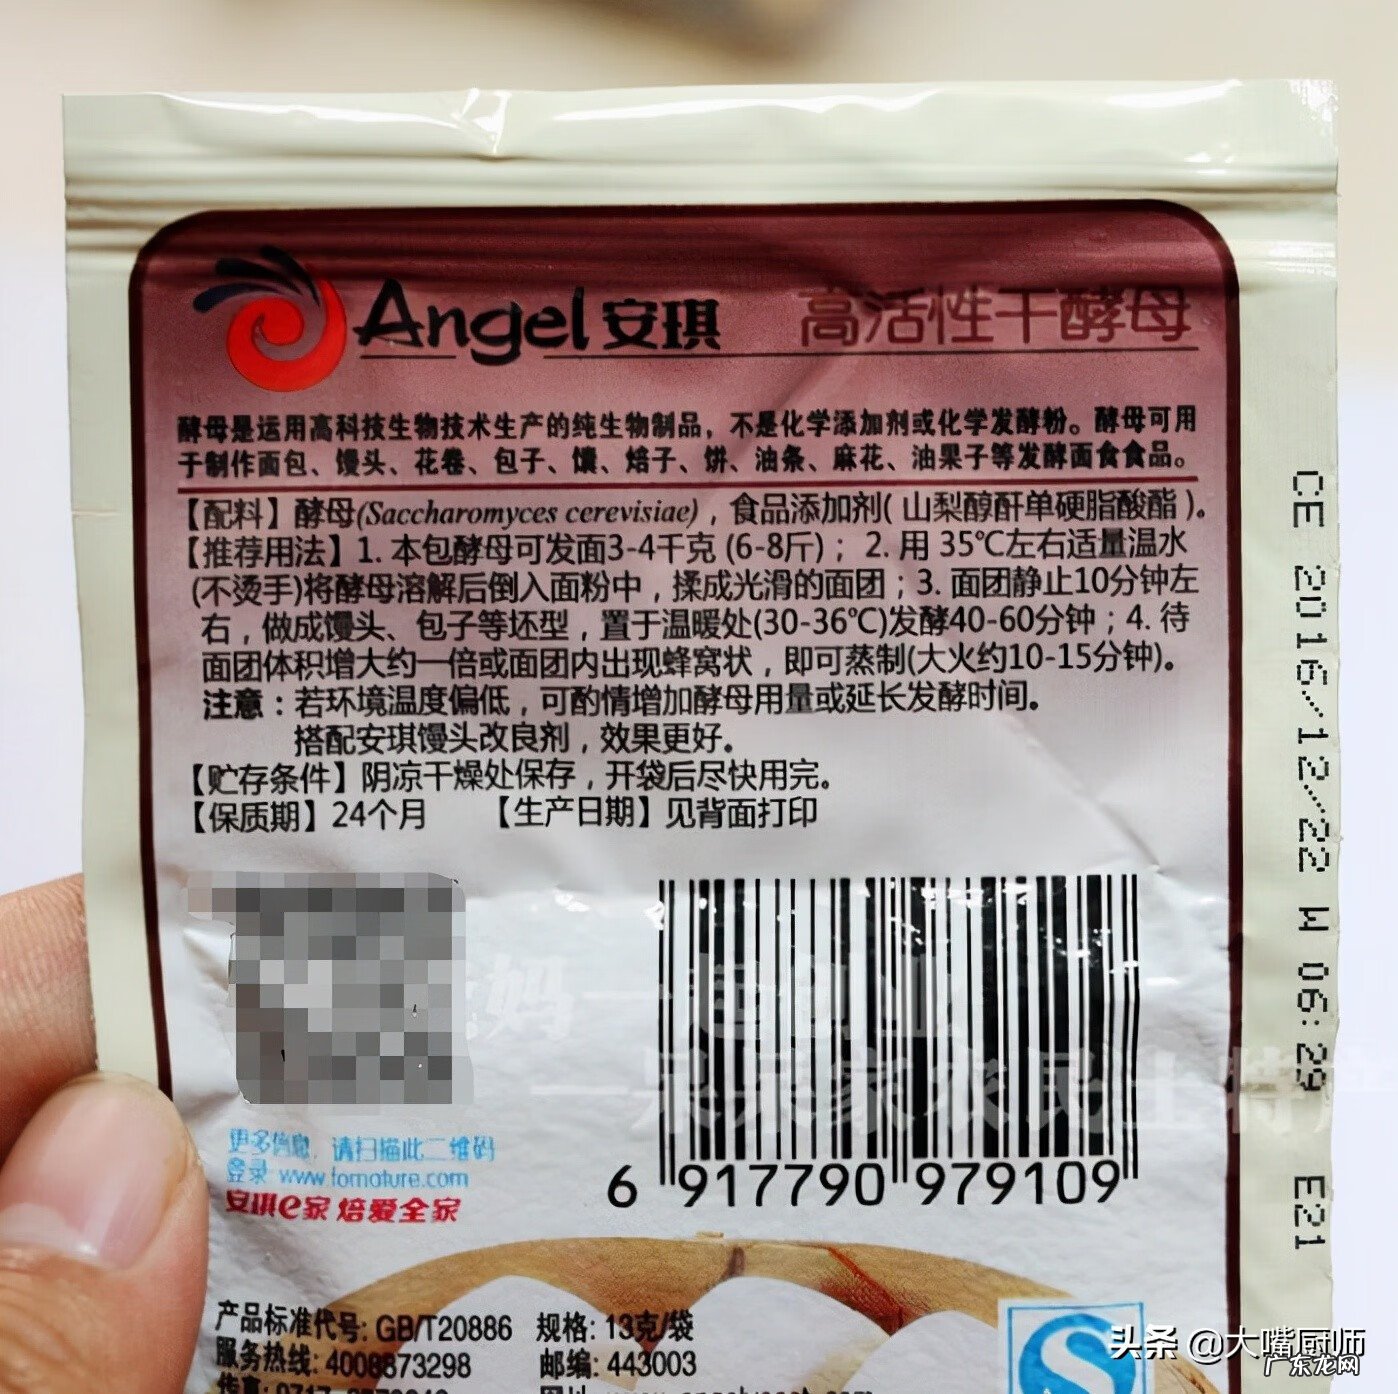 Angel 安琪 高活性干酵母
酵母是运用高科技生物技术生产的纯生物制品，不是化学添加剂或化学发酵粉。酵母可用
于制作面包、馒头、花卷、包子、馕、焙子、饼、油条、麻花、油果子等发酵面食食品。
【配料】酵母(Saccharomyces cerevisiae)，食品添加剂( 山梨醇酐单硬脂酸酯 )。
【推荐用法】1. 本包酵母可发面3-4千克 (6-8斤)；2. 用 35℃左右适量温水
(不烫手)将酵母溶解后倒入面粉中，揉成光滑的面团；3. 面团静止10分钟左
右，做成馒头、包子等坯型，置于温暖处(30-36℃)发酵40-60分钟；4. 待
面团体积增大约一倍或面团内出现蜂窝状，即可蒸制(大火约10-15分钟)。
注意：若环境温度偏低，可酌情增加酵母用量或延长发酵时间。
搭配安琪馒头改良剂，效果更好。
【贮存条件】阴凉干燥处保存，开袋后尽快用完。
【保质期】24个月 【生产日期】见背面打印
CE 2016/12/22 W 06:29 E21
更多信息，请扫描此二维码
登录 www.fornature.com
安琪e家 焙爱全家
6 917790 979109
产品标准代号: GB/T20886 规格: 13克/袋
服务热线: 4008873298 邮编: 443003
头条 @大嘴厨师
广东龙网